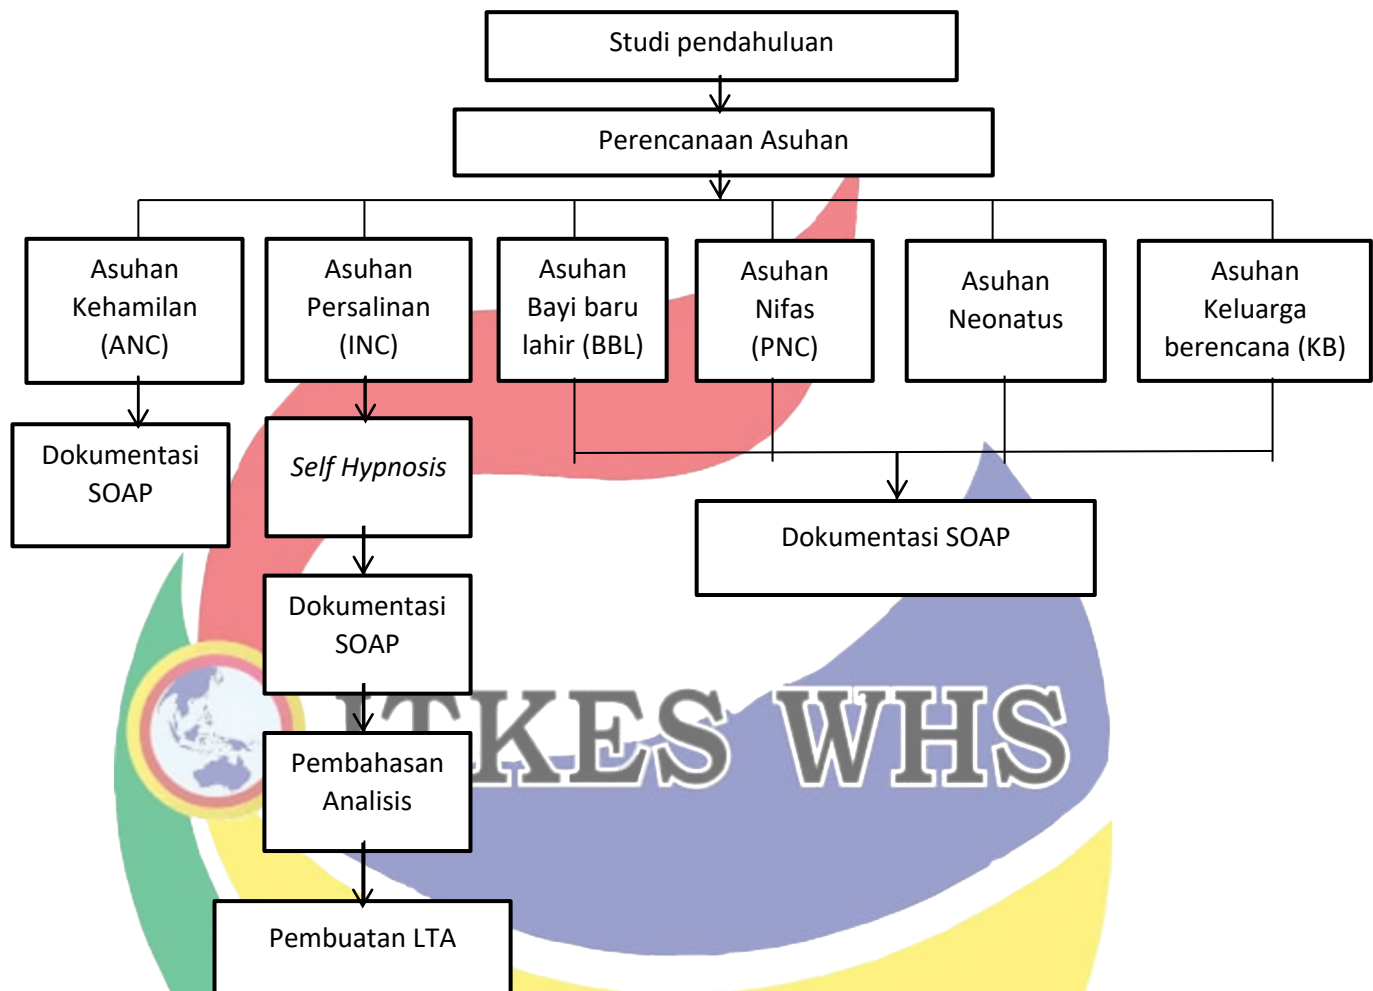 Studi pendahuluan
Perencanaan Asuhan
Asuhan
Kehamilan
(ANC)
Asuhan
Persalinan
(INC)
Asuhan
Bayi baru
lahir (BBL)
Asuhan
Nifas
(PNC)
Asuhan
Neonatus
Asuhan
Keluarga
berencana (KB)
Dokumentasi
SOAP
Self Hypnosis
Dokumentasi SOAP
Dokumentasi
SOAP
ITKES WHS
Pembahasan
Analisis
Pembuatan LTA